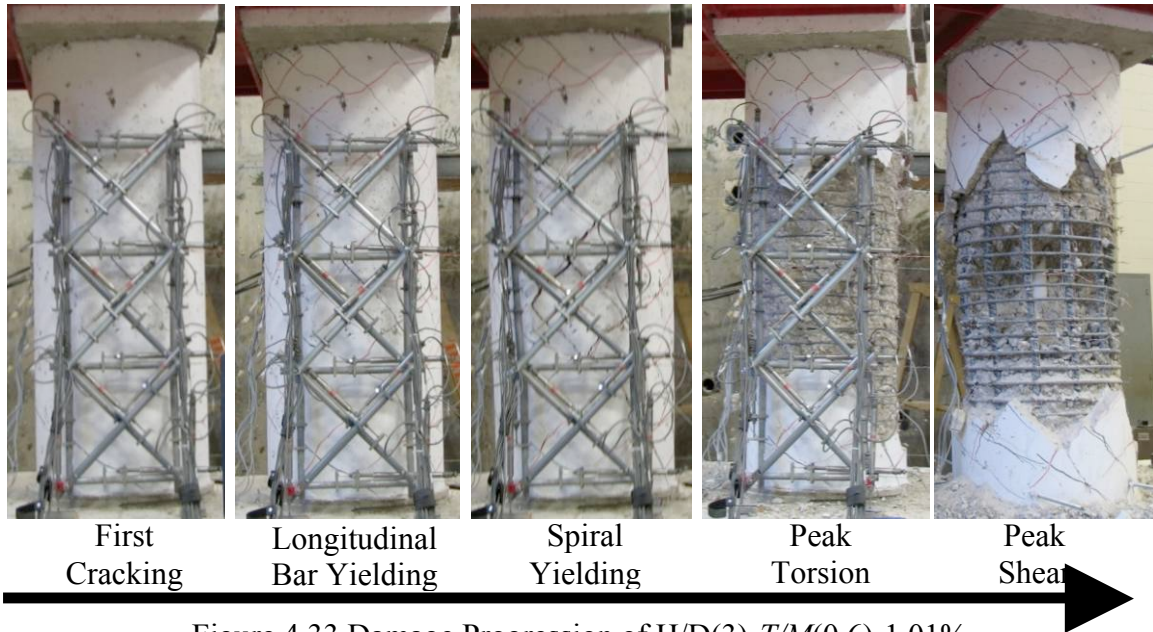 First
Cracking
Longitudinal
Bar Yielding
Spiral
Yielding
Peak
Torsion
Peak
Shear
Figure 4.33 Damage Progression of H/D(3)-T/M(0.6)-1.01%